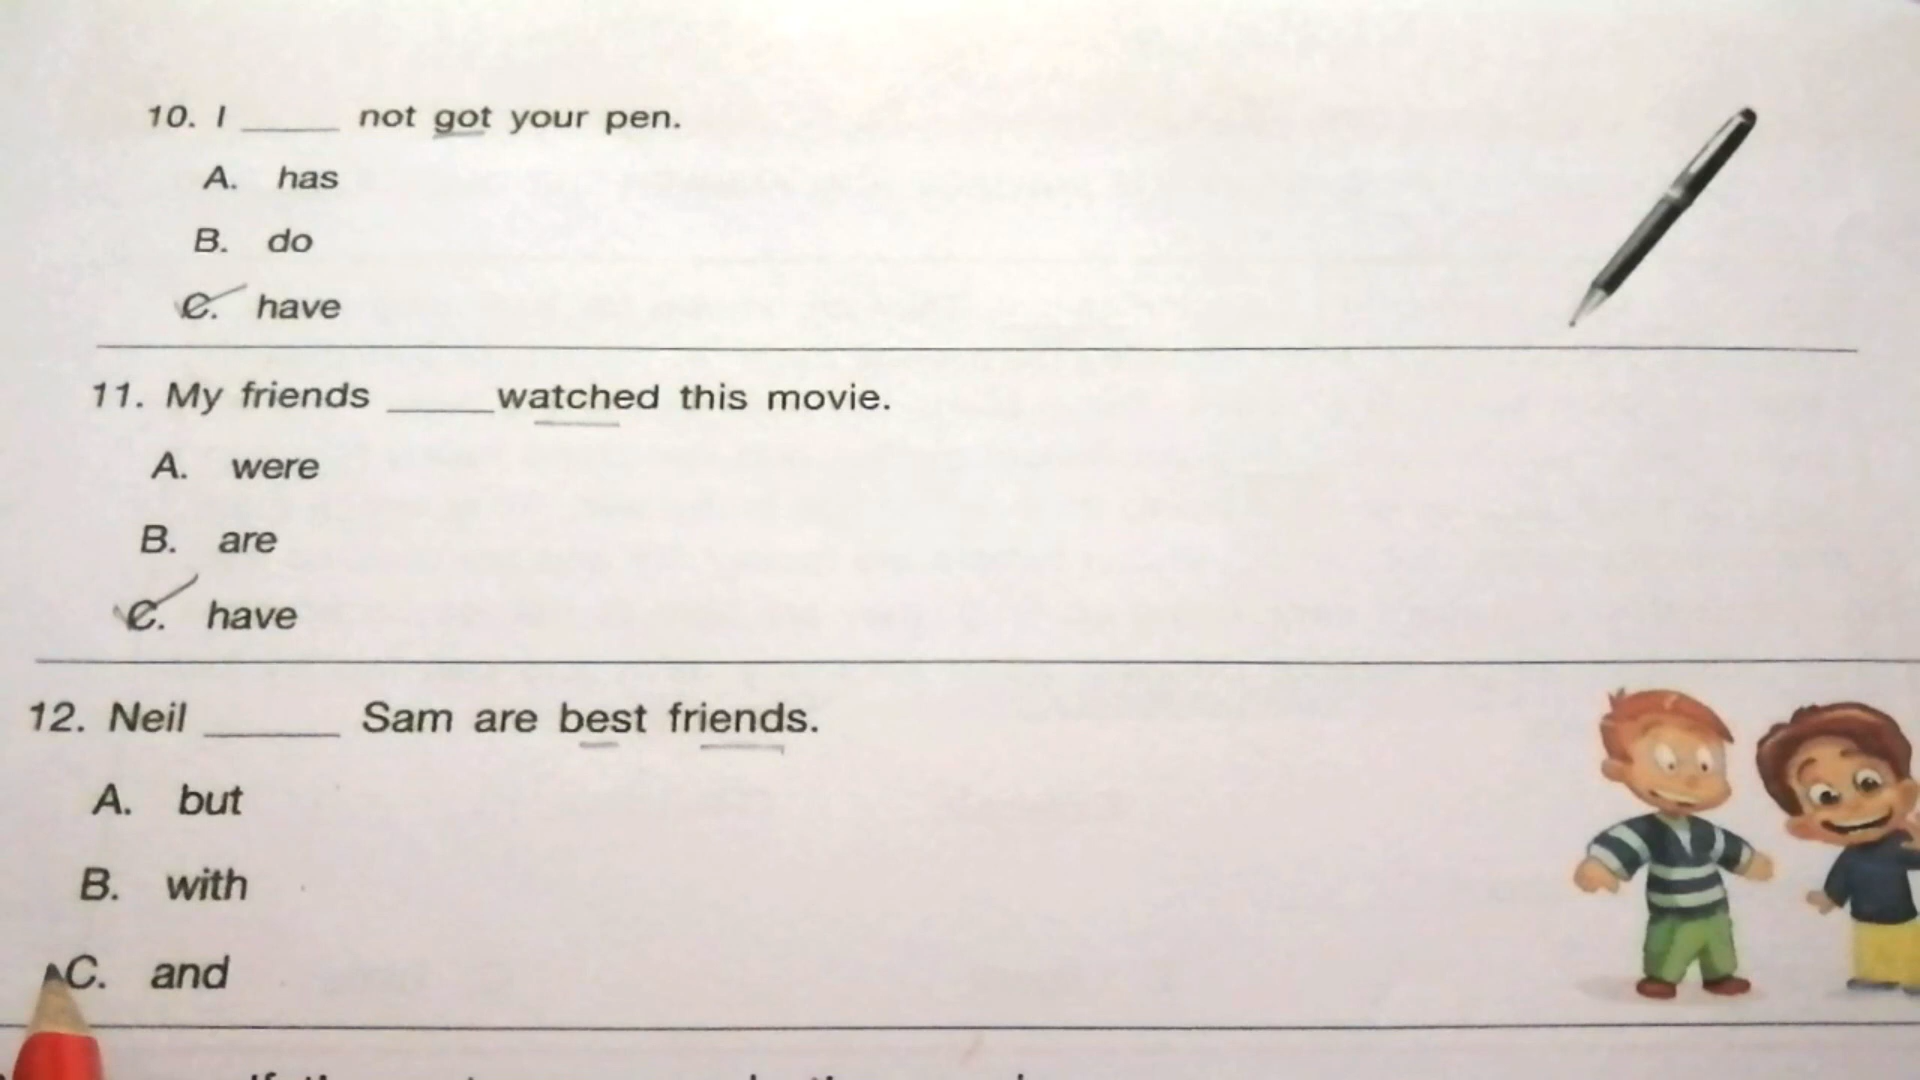 10. I _____ not got your pen.
A. has
B. do
C. have
11. My friends _____ watched this movie.
A. were
B. are
C. have
12. Neil _____ Sam are best friends.
A. but
B. with
C. and